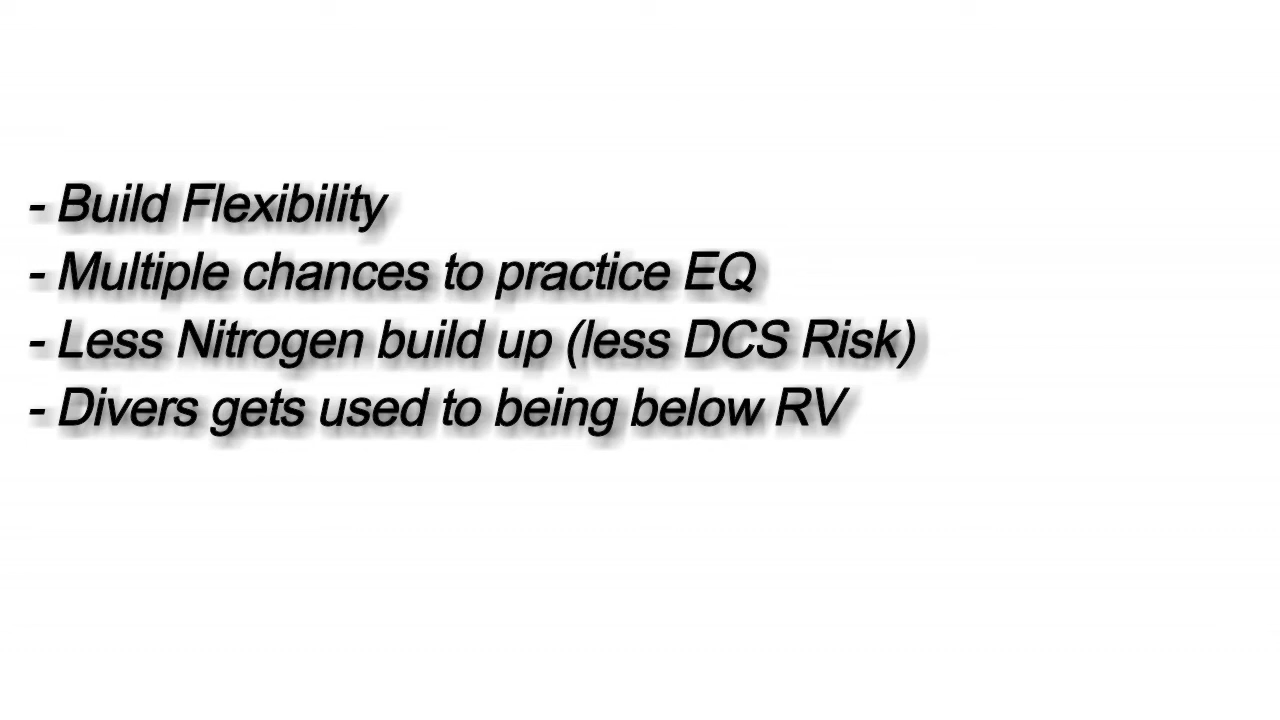 - Build Flexibility
- Multiple chances to practice EQ
- Less Nitrogen build up (less DCS Risk)
- Divers gets used to being below RV